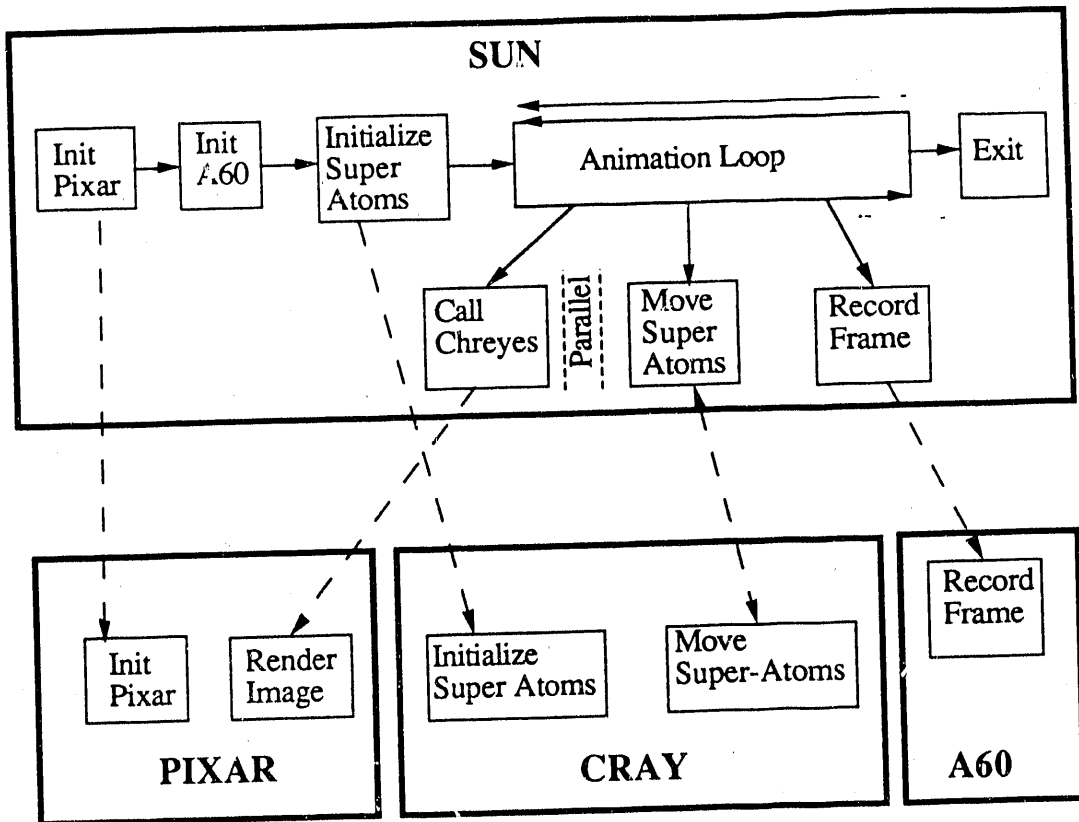 SUN
Init
Pixar
Init
A60
Initialize
Super
Atoms
Animation Loop
Exit
Call
Chreyes
Parallel
Move
Super
Atoms
Record
Frame
Init
Pixar
Render
Image
PIXAR
Initialize
Super Atoms
Move
Super-Atoms
CRAY
Record
Frame
A60